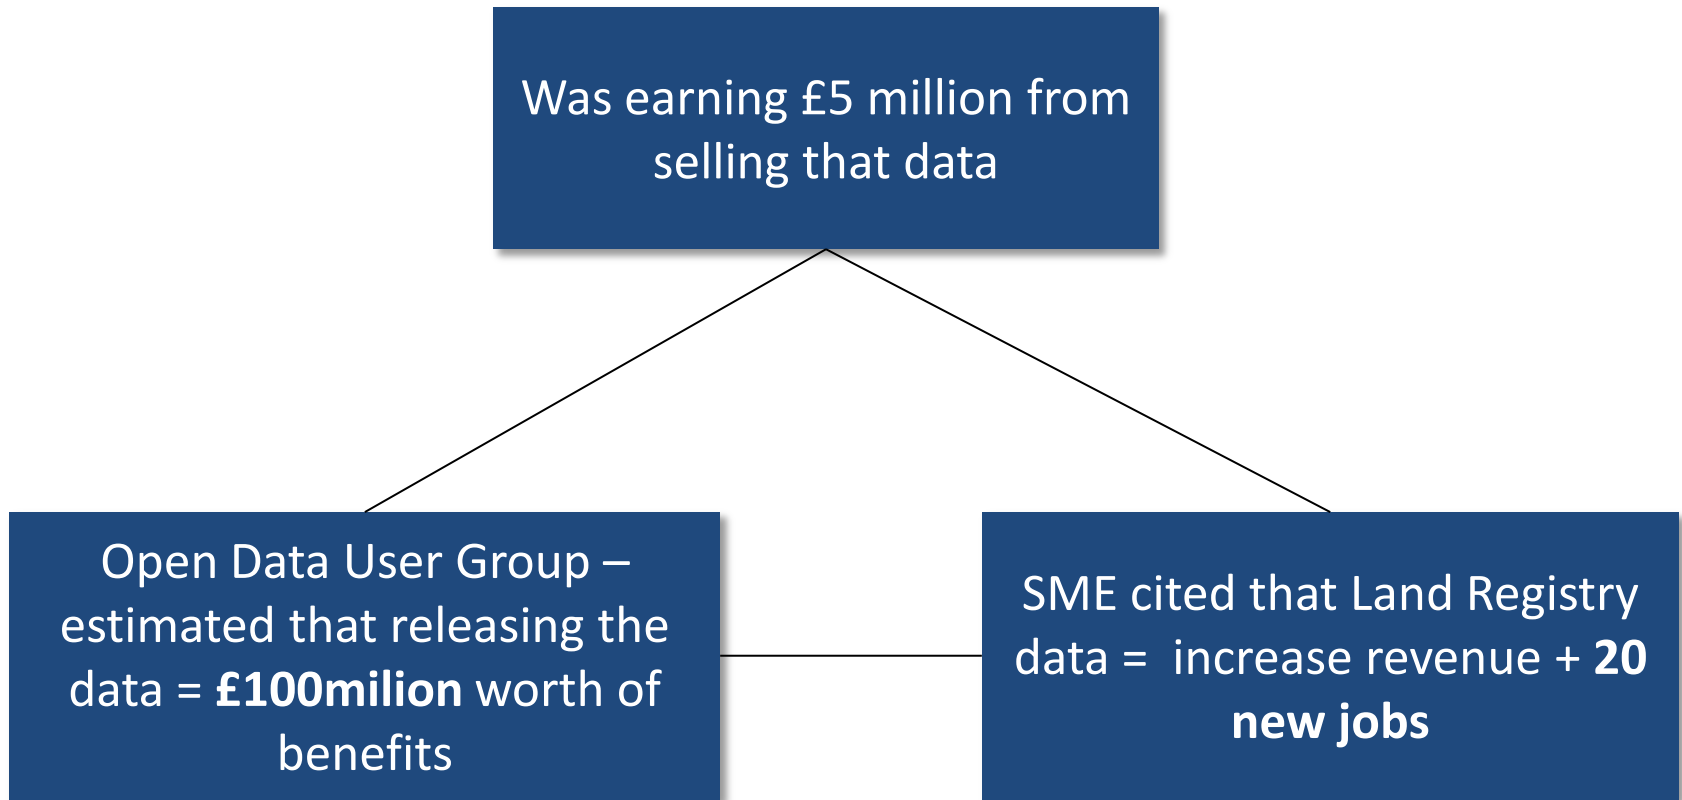 Was earning £5 million from
selling that data
Open Data User Group –
estimated that releasing the
data = £100milion worth of
benefits
SME cited that Land Registry
data =  increase revenue + 20
new jobs